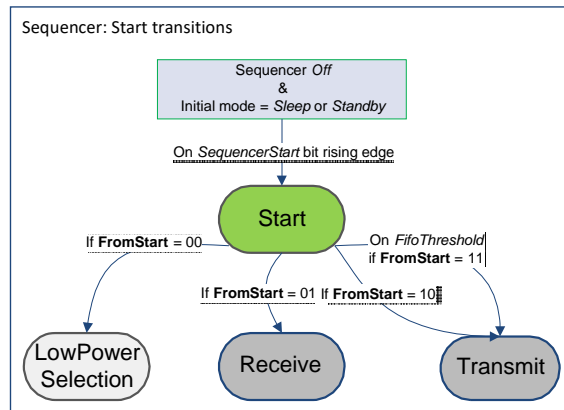 Sequencer: Start transitions
Sequencer Off
&
Initial mode = Sleep or Standby
On SequencerStart bit rising edge
Start
If FromStart = 00
On FifoThreshold
if FromStart = 11
If FromStart = 01
If FromStart = 10
LowPower
Selection
Receive
Transmit